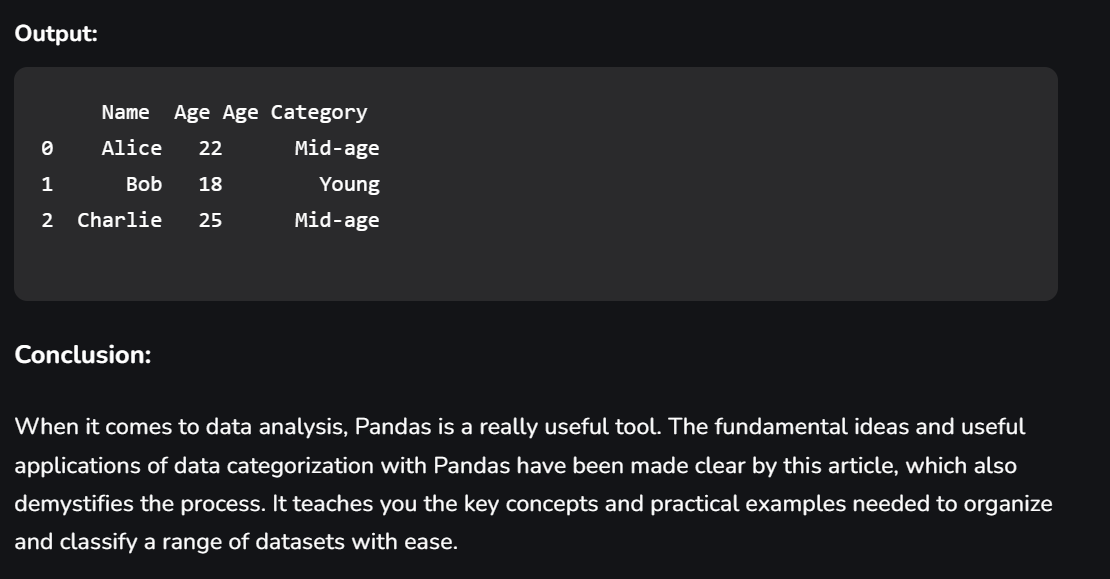 Output:
      Name  Age Age Category
0    Alice   22      Mid-age
1      Bob   18        Young
2  Charlie   25      Mid-age
Conclusion:
When it comes to data analysis, Pandas is a really useful tool. The fundamental ideas and useful
applications of data categorization with Pandas have been made clear by this article, which also
demystifies the process. It teaches you the key concepts and practical examples needed to organize
and classify a range of datasets with ease.